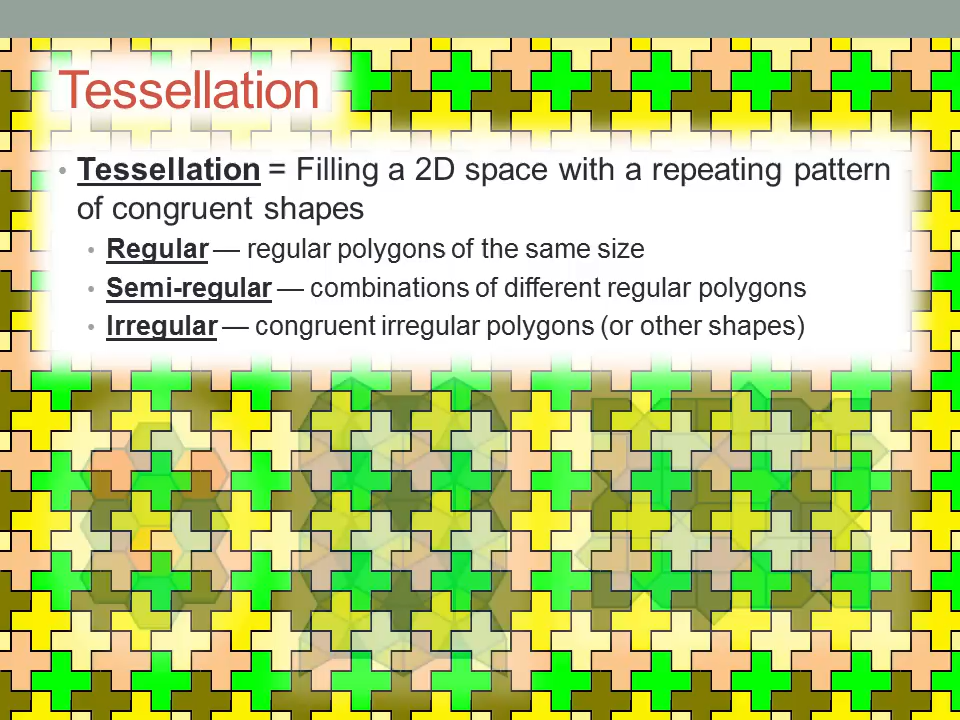 Tessellation
• Tessellation = Filling a 2D space with a repeating pattern
of congruent shapes
• Regular — regular polygons of the same size
• Semi-regular — combinations of different regular polygons
• Irregular — congruent irregular polygons (or other shapes)